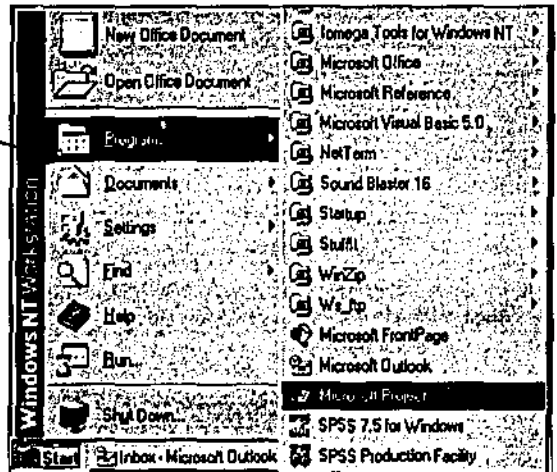 New Office Document
Open Office Document
Programs
Documents
Settings
Find
Help
Run...
Shut Down...
Windows NT Workstation
Start
Inbox - Microsoft Outlook
Iomega Tools for Windows NT
Microsoft Office
Microsoft Reference
Microsoft Visual Basic 5.0
NetTerm
Sound Blaster 16
Startup
StuffIt
WinZip
Ws_ftp
Microsoft FrontPage
Microsoft Outlook
Microsoft Project
SPSS 7.5 for Windows
SPSS Production Facility